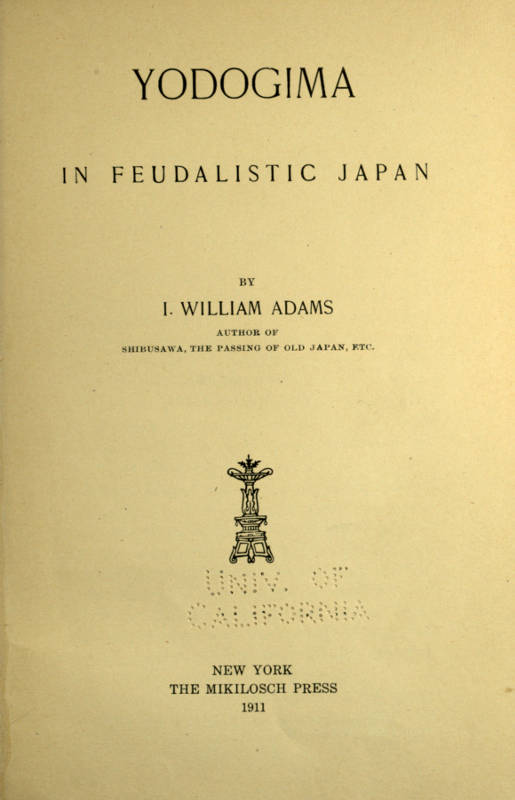 YODOGIMA
IN FEUDALISTIC JAPAN
BY
I. WILLIAM ADAMS
AUTHOR OF
SHIBUSAWA, THE PASSING OF OLD JAPAN, ETC.
UNIV. OF
CALIFORNIA
NEW YORK
THE MIKILOSCH PRESS
1911